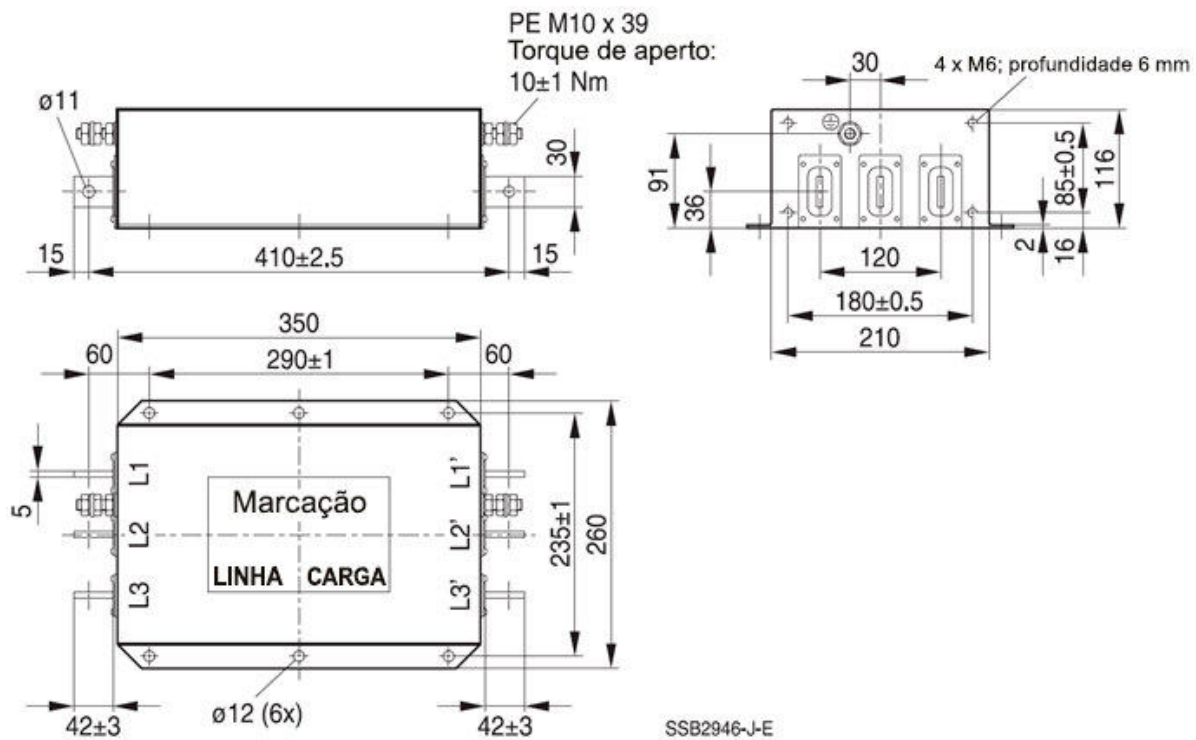 PE M10 x 39
Torque de aperto:
10±1 Nm
ø11
30
15
410±2.5
15
30
4 x M6; profundidade 6 mm
91
36
85±0.5
116
2
16
120
180±0.5
210
350
60
290±1
60
L1
L1'
5
Marcação
L2
L2'
LINHA CARGA
L3
L3'
235±1
260
ø12 (6x)
42±3
42±3
SSB2946-J-E